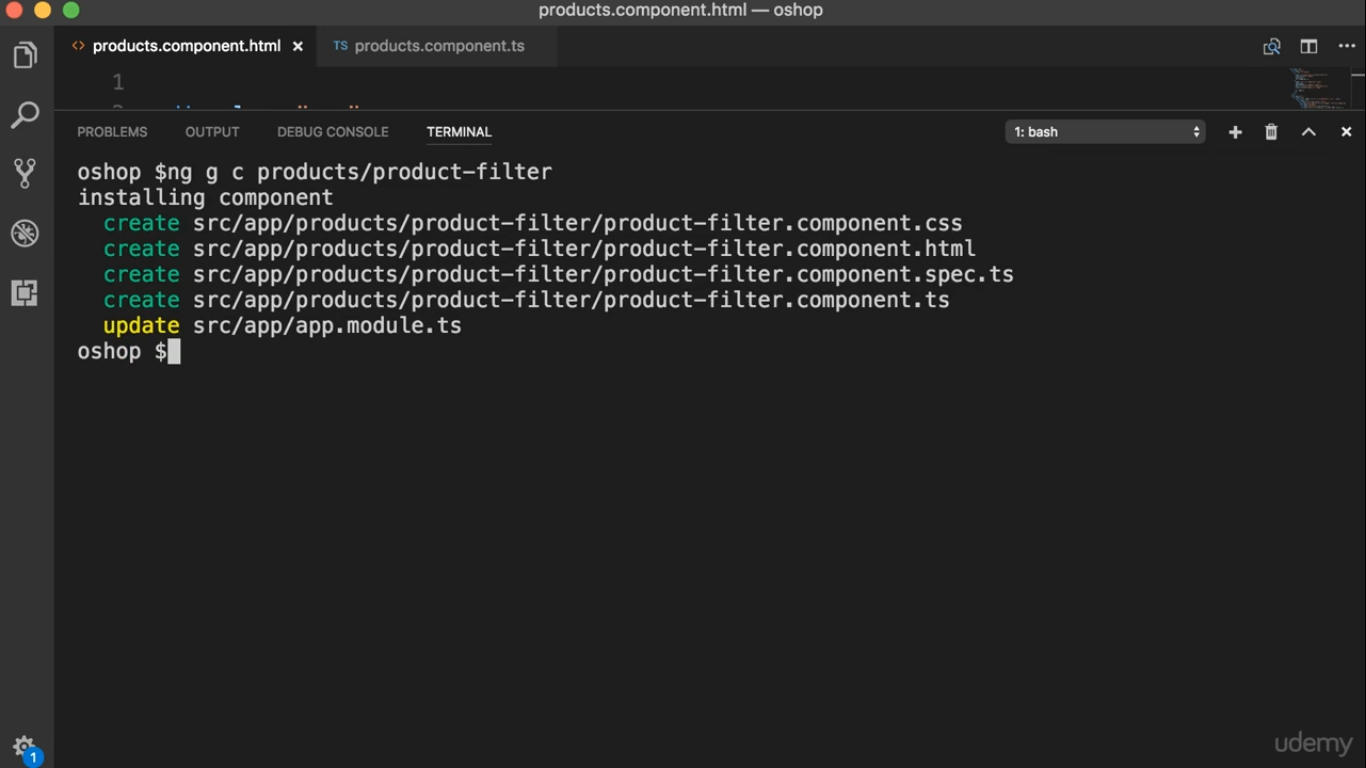 products.component.html — oshop
products.component.html
TS products.component.ts
1
PROBLEMS OUTPUT DEBUG CONSOLE TERMINAL 1: bash
oshop $ng g c products/product-filter
installing component
create src/app/products/product-filter/product-filter.component.css
create src/app/products/product-filter/product-filter.component.html
create src/app/products/product-filter/product-filter.component.spec.ts
create src/app/products/product-filter/product-filter.component.ts
update src/app/app.module.ts
oshop $
1
udemy